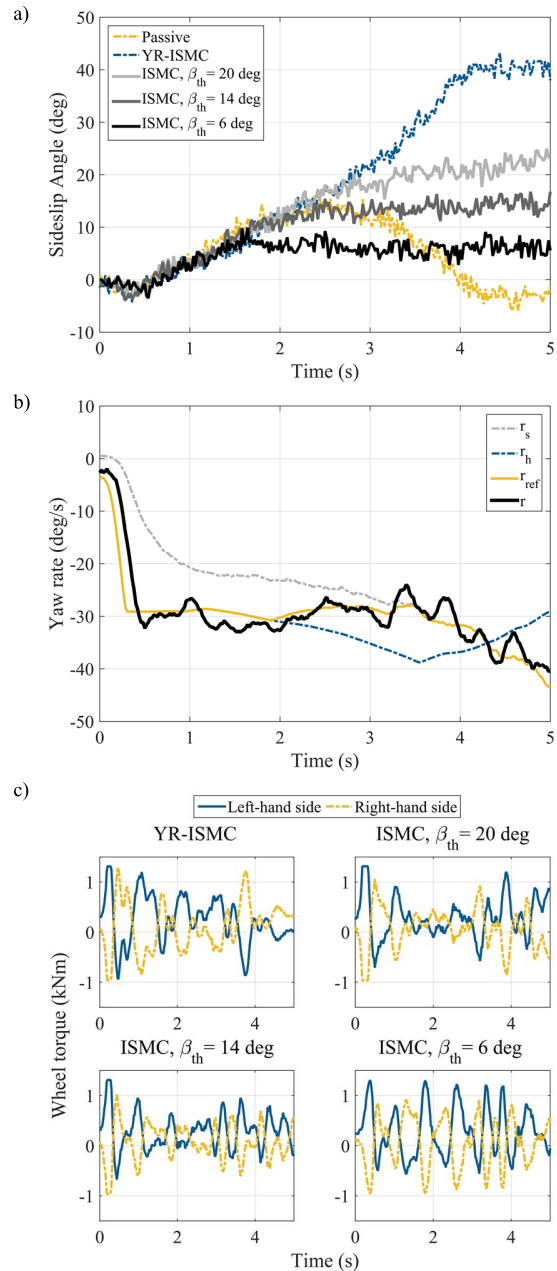 a)
50
40
30
20
10
0
-10
Sideslip Angle (deg)
Passive
YR-ISMC
ISMC, β_th = 20 deg
ISMC, β_th = 14 deg
ISMC, β_th = 6 deg
0 1 2 3 4 5
Time (s)
b)
10
0
-10
-20
-30
-40
-50
Yaw rate (deg/s)
r_s
r_h
r_ref
r
0 1 2 3 4 5
Time (s)
c)
Left-hand side Right-hand side
YR-ISMC
ISMC, β_th = 20 deg
1
0
-1
0 2 4
1
0
-1
0 2 4
Wheel torque (kNm)
ISMC, β_th = 14 deg
ISMC, β_th = 6 deg
1
0
-1
0 2 4
1
0
-1
0 2 4
Time (s)